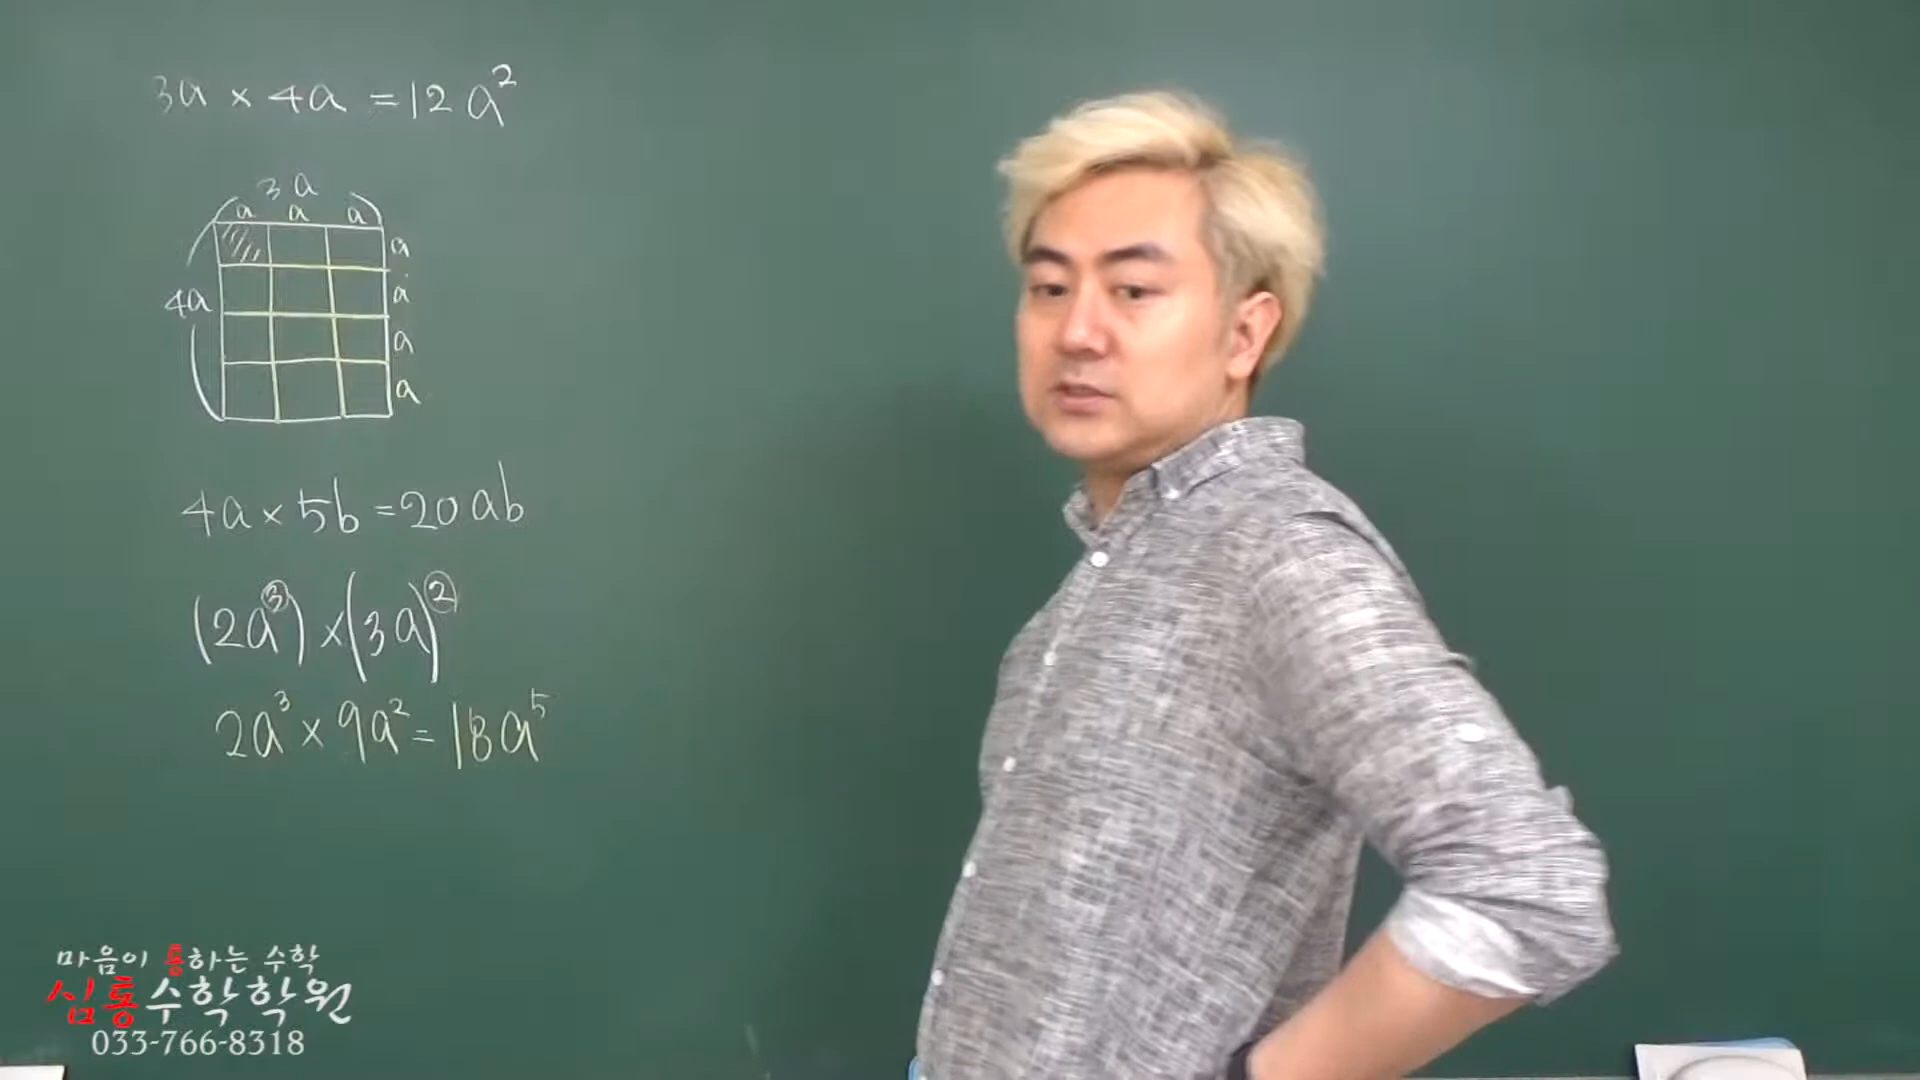 3a × 4a = 12a²
3a
a a a
a
4a
a
a
a
4a × 5b = 20ab
(2a³) × (3a)²
2a³ × 9a² = 18a⁵
마음이 통하는 수학
심통수학학원
033-766-8318